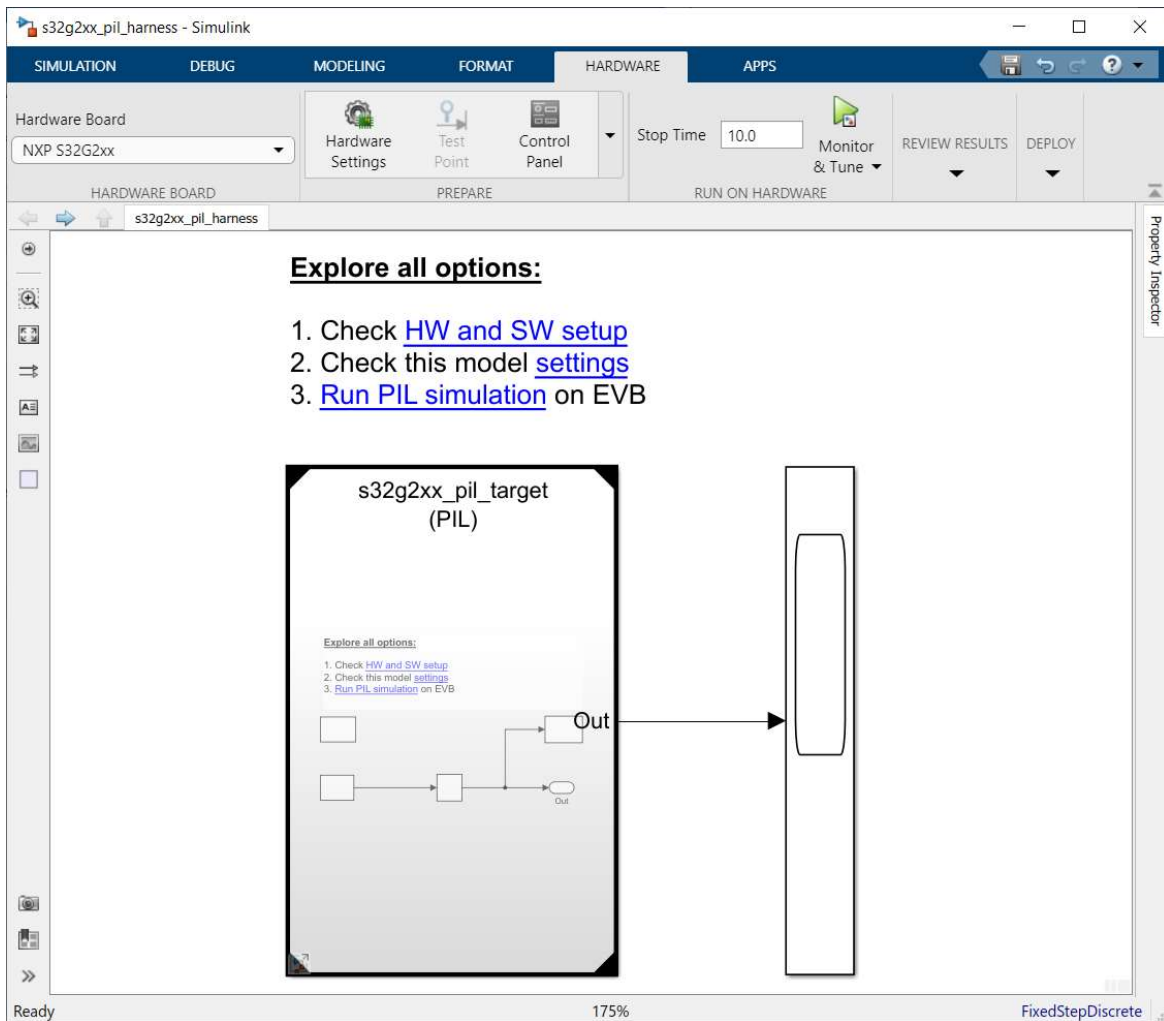 s32g2xx_pil_harness - Simulink
SIMULATION DEBUG MODELING FORMAT HARDWARE APPS
Hardware Board
NXP S32G2xx
Hardware
Settings
Test
Point
Control
Panel
Stop Time 10.0
Monitor
& Tune
REVIEW RESULTS
DEPLOY
HARDWARE BOARD PREPARE RUN ON HARDWARE
s32g2xx_pil_harness
Property Inspector
Explore all options:
1. Check HW and SW setup
2. Check this model settings
3. Run PIL simulation on EVB
s32g2xx_pil_target
(PIL)
Explore all options:
1. Check HW and SW setup
2. Check this model settings
3. Run PIL simulation on EVB
Out
Out
Ready 175% FixedStepDiscrete